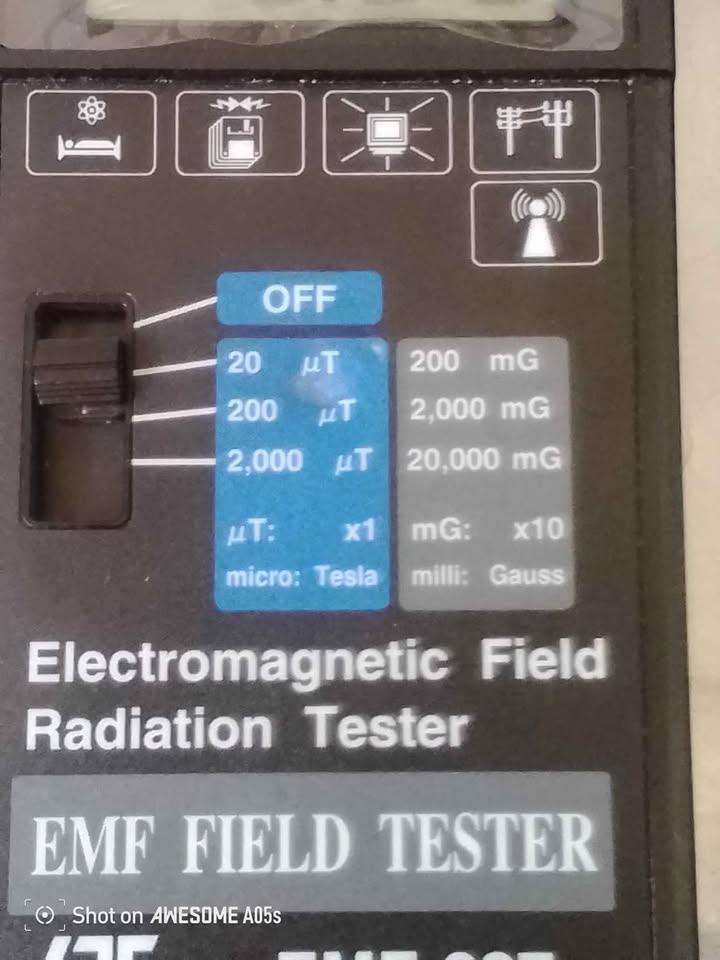 OFF
20 μT 200 mG
200 μT 2,000 mG
2,000 μT 20,000 mG
μT: x1 mG: x10
micro: Tesla milli: Gauss
Electromagnetic Field
Radiation Tester
EMF FIELD TESTER
Shot on AWESOME A05s